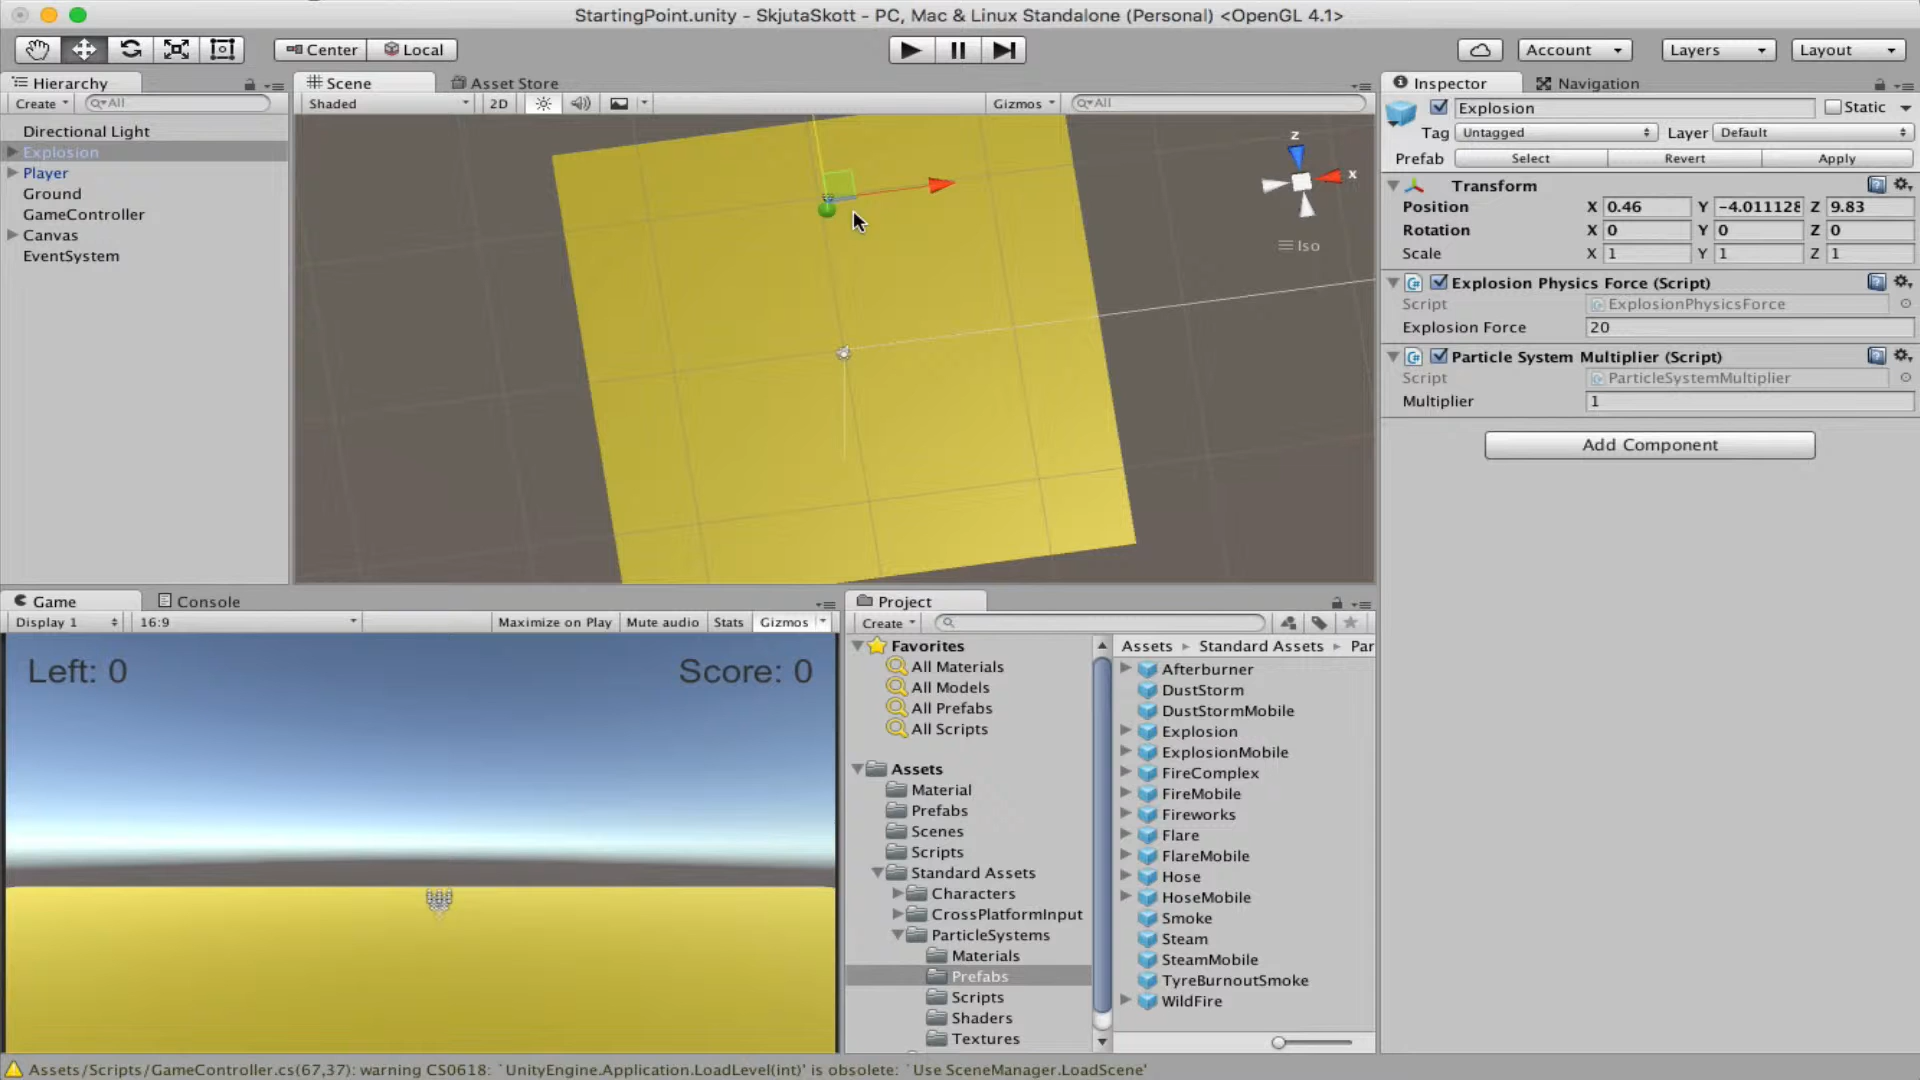 StartingPoint.unity - SkjutaSkott - PC, Mac & Linux Standalone (Personal) <OpenGL 4.1>
Center
Local
Account
Layers
Layout
Hierarchy
Create
All
Directional Light
Explosion
Player
Ground
GameController
Canvas
EventSystem
Scene
Asset Store
Shaded
2D
Gizmos
All
z
x
Iso
Inspector
Navigation
Explosion
Static
Tag
Untagged
Layer
Default
Prefab
Select
Revert
Apply
Transform
Position X 0.46 Y -4.011128 Z 9.83
Rotation X 0 Y 0 Z 0
Scale X 1 Y 1 Z 1
Explosion Physics Force (Script)
Script ExplosionPhysicsForce
Explosion Force 20
Particle System Multiplier (Script)
Script ParticleSystemMultiplier
Multiplier 1
Add Component
Game
Console
Display 1
16:9
Maximize on Play
Mute audio
Stats
Gizmos
Left: 0
Score: 0
Project
Create
Favorites
All Materials
All Models
All Prefabs
All Scripts
Assets
Material
Prefabs
Scenes
Scripts
Standard Assets
Characters
CrossPlatformInput
ParticleSystems
Materials
Prefabs
Scripts
Shaders
Textures
Assets
Standard Assets
Par
Afterburner
DustStorm
DustStormMobile
Explosion
ExplosionMobile
FireComplex
FireMobile
Fireworks
Flare
FlareMobile
Hose
HoseMobile
Smoke
Steam
SteamMobile
TyreBurnoutSmoke
WildFire
Assets/Scripts/GameController.cs(67,37): warning CS0618: `UnityEngine.Application.LoadLevel(int)' is obsolete: `Use SceneManager.LoadScene'